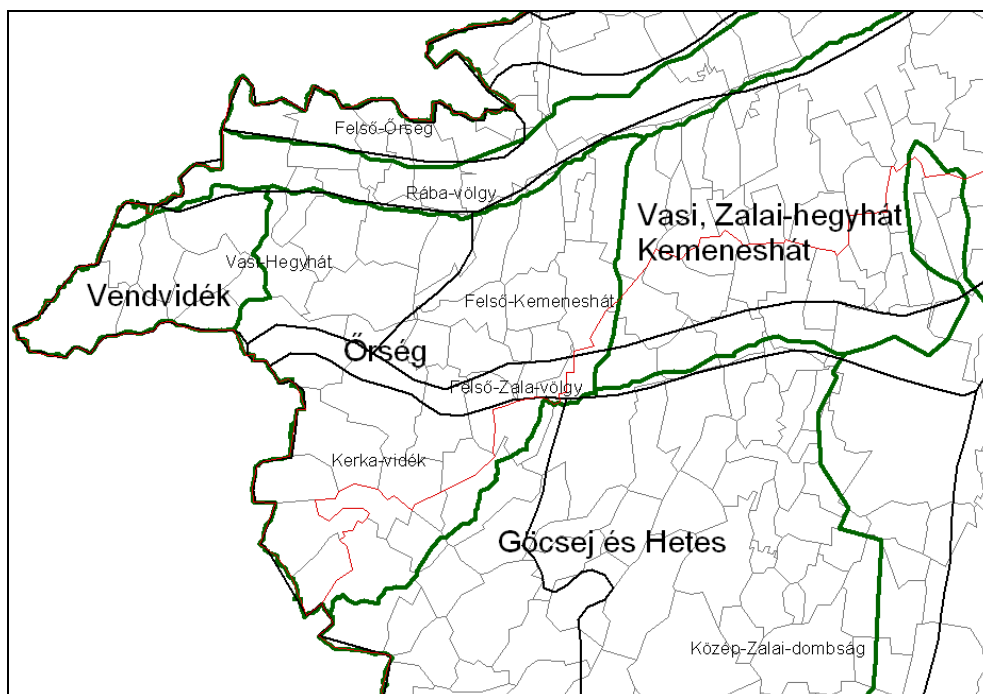 Felső-Őrség
Rába-völgy
Vasi, Zalai-hegyhát
Kemeneshát
Vasi-Hegyhát
Vendvidék
Felső-Kemeneshát
Őrség
Felső-Zala-völgy
Kerka-vidék
Göcsej és Hetes
Közép-Zalai-dombság